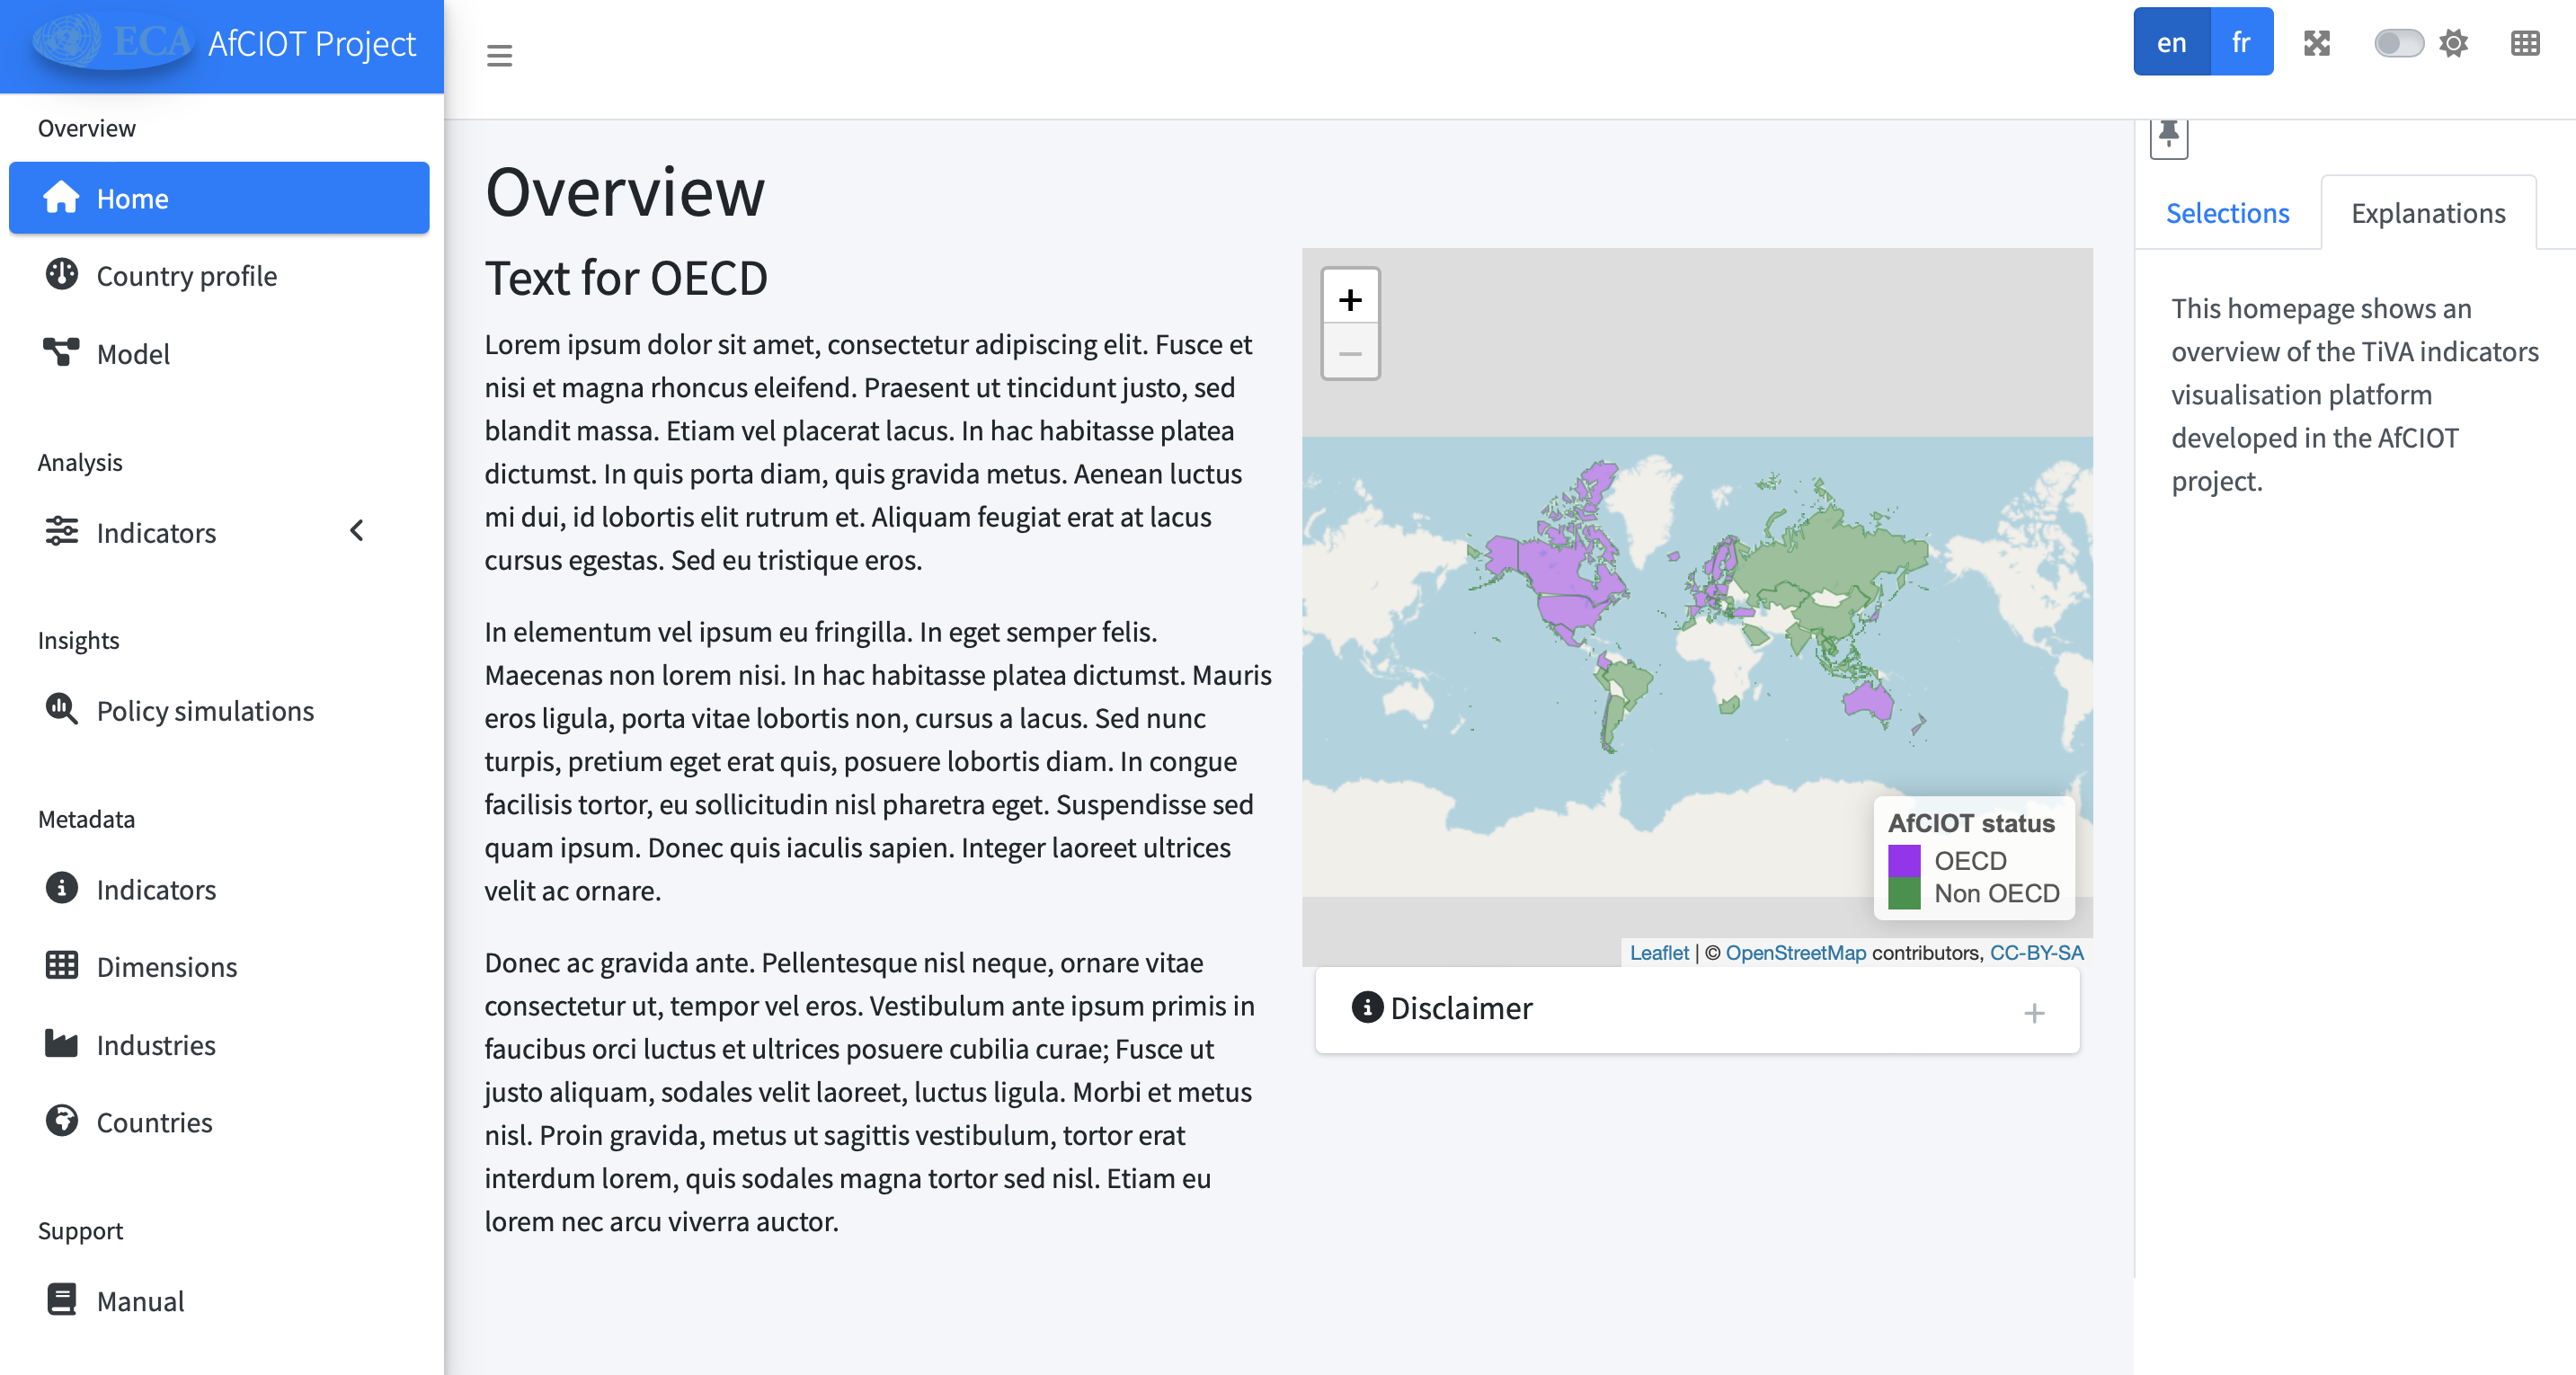 ECA AfCIOT Project
en fr
Overview
Home
Country profile
Model
Analysis
Indicators
Insights
Policy simulations
Metadata
Indicators
Dimensions
Industries
Countries
Support
Manual
Overview
Text for OECD
Lorem ipsum dolor sit amet, consectetur adipiscing elit. Fusce et
nisi et magna rhoncus eleifend. Praesent ut tincidunt justo, sed
blandit massa. Etiam vel placerat lacus. In hac habitasse platea
dictumst. In quis porta diam, quis gravida metus. Aenean luctus
mi dui, id lobortis elit rutrum et. Aliquam feugiat erat at lacus
cursus egestas. Sed eu tristique eros.
In elementum vel ipsum eu fringilla. In eget semper felis.
Maecenas non lorem nisi. In hac habitasse platea dictumst. Mauris
eros ligula, porta vitae lobortis non, cursus a lacus. Sed nunc
turpis, pretium eget erat quis, posuere lobortis diam. In congue
facilisis tortor, eu sollicitudin nisl pharetra eget. Suspendisse sed
quam ipsum. Donec quis iaculis sapien. Integer laoreet ultrices
velit ac ornare.
Donec ac gravida ante. Pellentesque nisl neque, ornare vitae
consectetur ut, tempor vel eros. Vestibulum ante ipsum primis in
faucibus orci luctus et ultrices posuere cubilia curae; Fusce ut
justo aliquam, sodales velit laoreet, luctus ligula. Morbi et metus
nisl. Proin gravida, metus ut sagittis vestibulum, tortor erat
interdum lorem, quis sodales magna tortor sed nisl. Etiam eu
lorem nec arcu viverra auctor.
+
−
AfCIOT status
OECD
Non OECD
Leaflet | © OpenStreetMap contributors, CC-BY-SA
Disclaimer +
Selections Explanations
This homepage shows an
overview of the TiVA indicators
visualisation platform
developed in the AfCIOT
project.